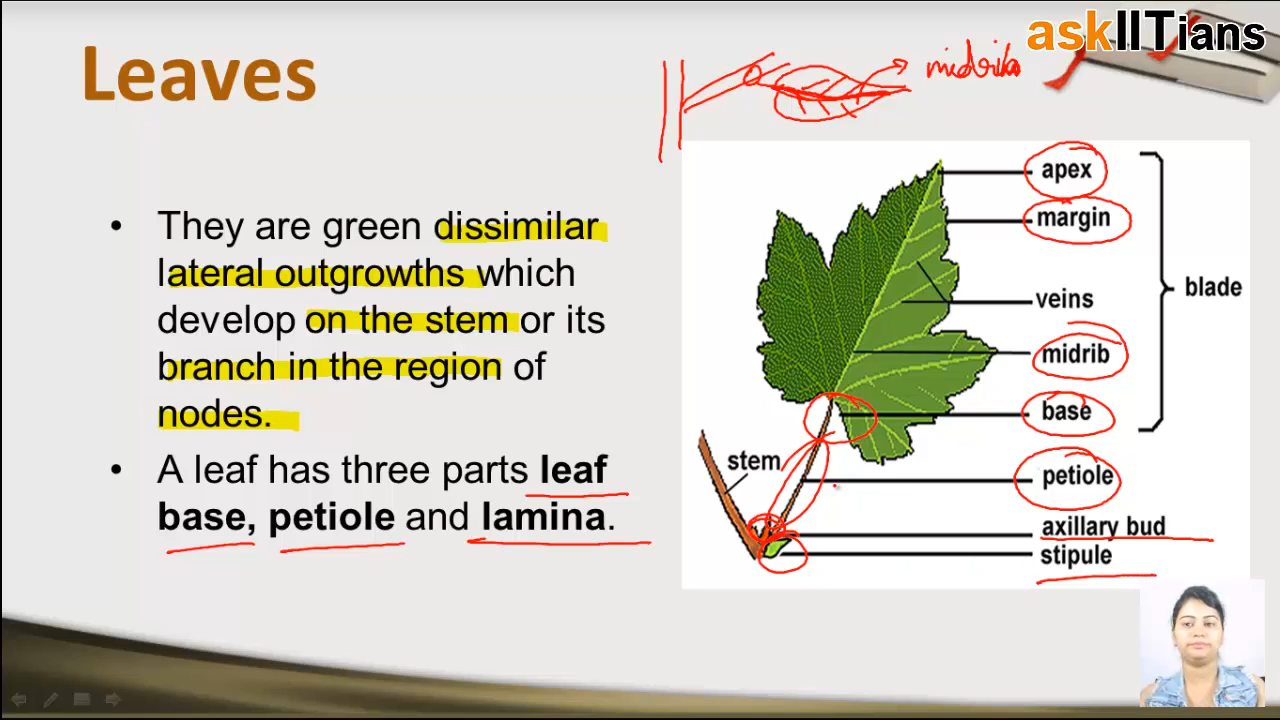 askIITians
Leaves
midrib
• They are green dissimilar
lateral outgrowths which
develop on the stem or its
branch in the region of
nodes.
• A leaf has three parts leaf
base, petiole and lamina.
apex
margin
veins
blade
midrib
base
stem
petiole
axillary bud
stipule